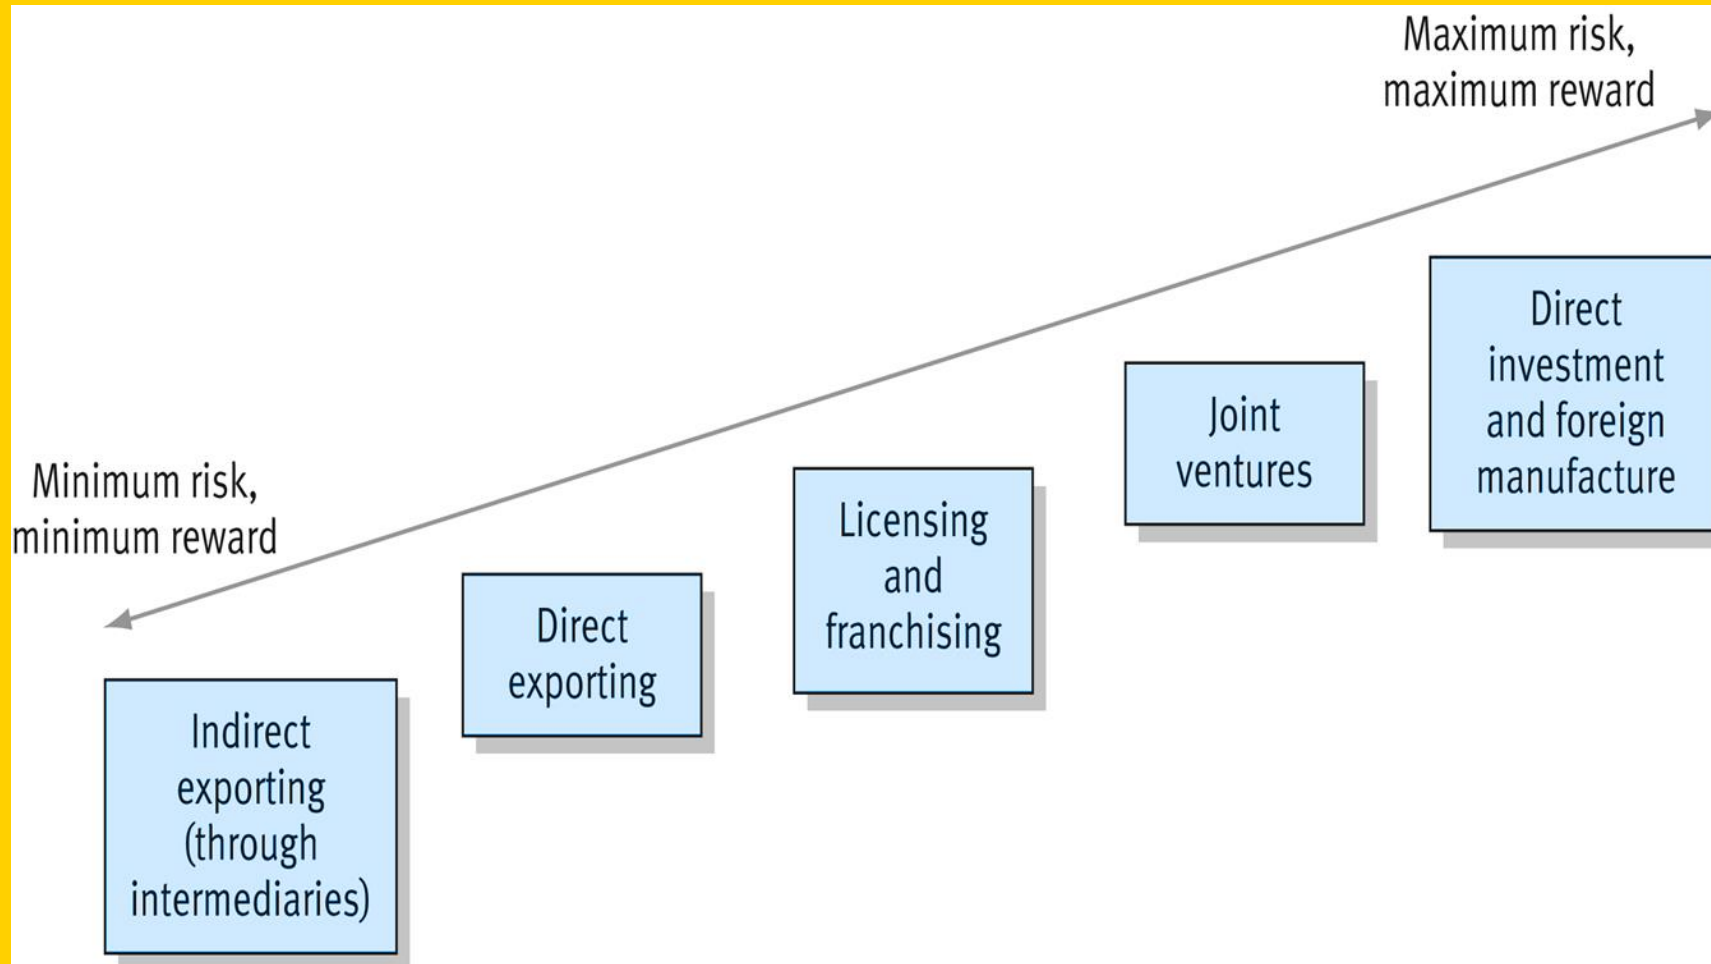 Maximum risk,
maximum reward
Minimum risk,
minimum reward
Indirect
exporting
(through
intermediaries)
Direct
exporting
Licensing
and
franchising
Joint
ventures
Direct
investment
and foreign
manufacture